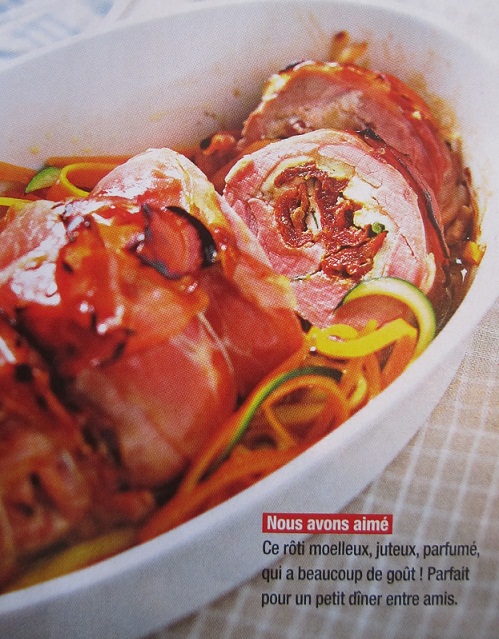 Nous avons aimé
Ce rôti moelleux, juteux, parfumé,
qui a beaucoup de goût ! Parfait
pour un petit dîner entre amis.